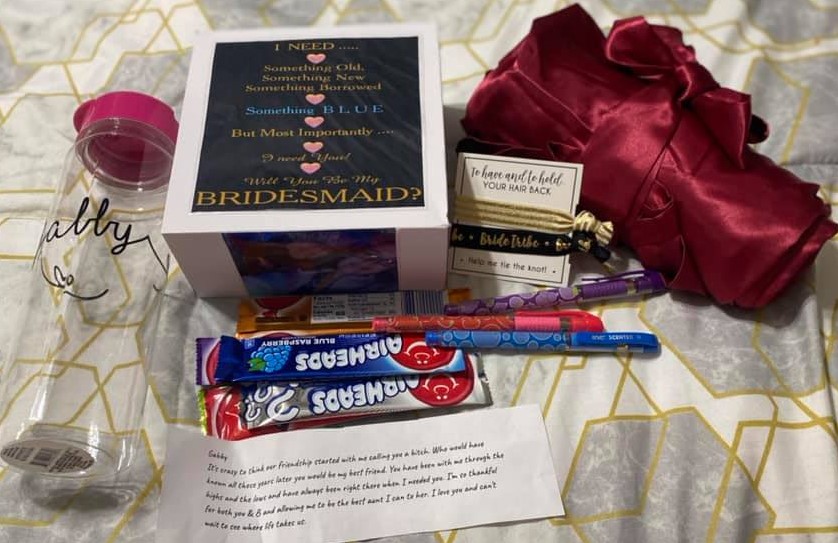 I NEED .....
Something Old,
Something New
Something Borrowed
Something BLUE
But Most Importantly ....
I need You!
Will You Be My
BRIDESMAID?
abby
To have and to hold
YOUR HAIR BACK
Bride Tribe
be
• Help me tie the knot! •
SCENTED
BLUE RASPBERRY
AIRHEADS
AIRHEADS
Gabby
It's crazy to think our friendship started with me calling you a bitch. Who would have
known all these years later you would be my best friend. You have been with me through the
highs and the lows and have always been right there when I needed you. I'm so thankful
for both you & B and allowing me to be the best aunt I can to her. I love you and can't
wait to see where life takes us.